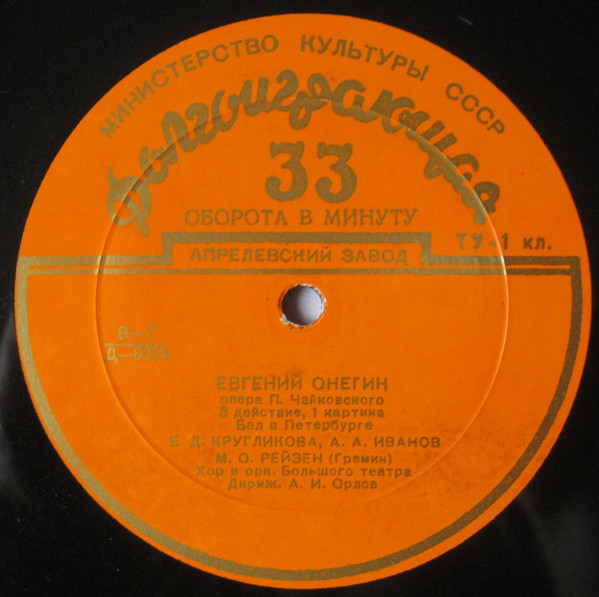 МИНИСТЕРСТВО КУЛЬТУРЫ СССР
Долгоиграющая
33
ОБОРОТА В МИНУТУ
ТУ-1 кл.
АПРЕЛЕВСКИЙ ЗАВОД
ЕВГЕНИЙ ОНЕГИН
опера П. Чайковского
3 действие, 1 картина
Бал в Петербурге
Е. Д. КРУГЛИКОВА, А. А. ИВАНОВ
М. О. РЕЙЗЕН (Гремин)
Хор и орк. Большого театра
Дириж. А. И. Орлов